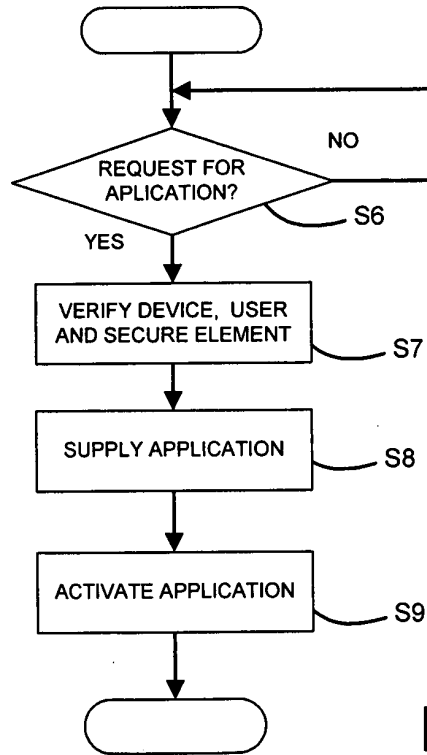 NO
REQUEST FOR
APLICATION?
S6
YES
VERIFY DEVICE, USER
AND SECURE ELEMENT
S7
SUPPLY APPLICATION
S8
ACTIVATE APPLICATION
S9